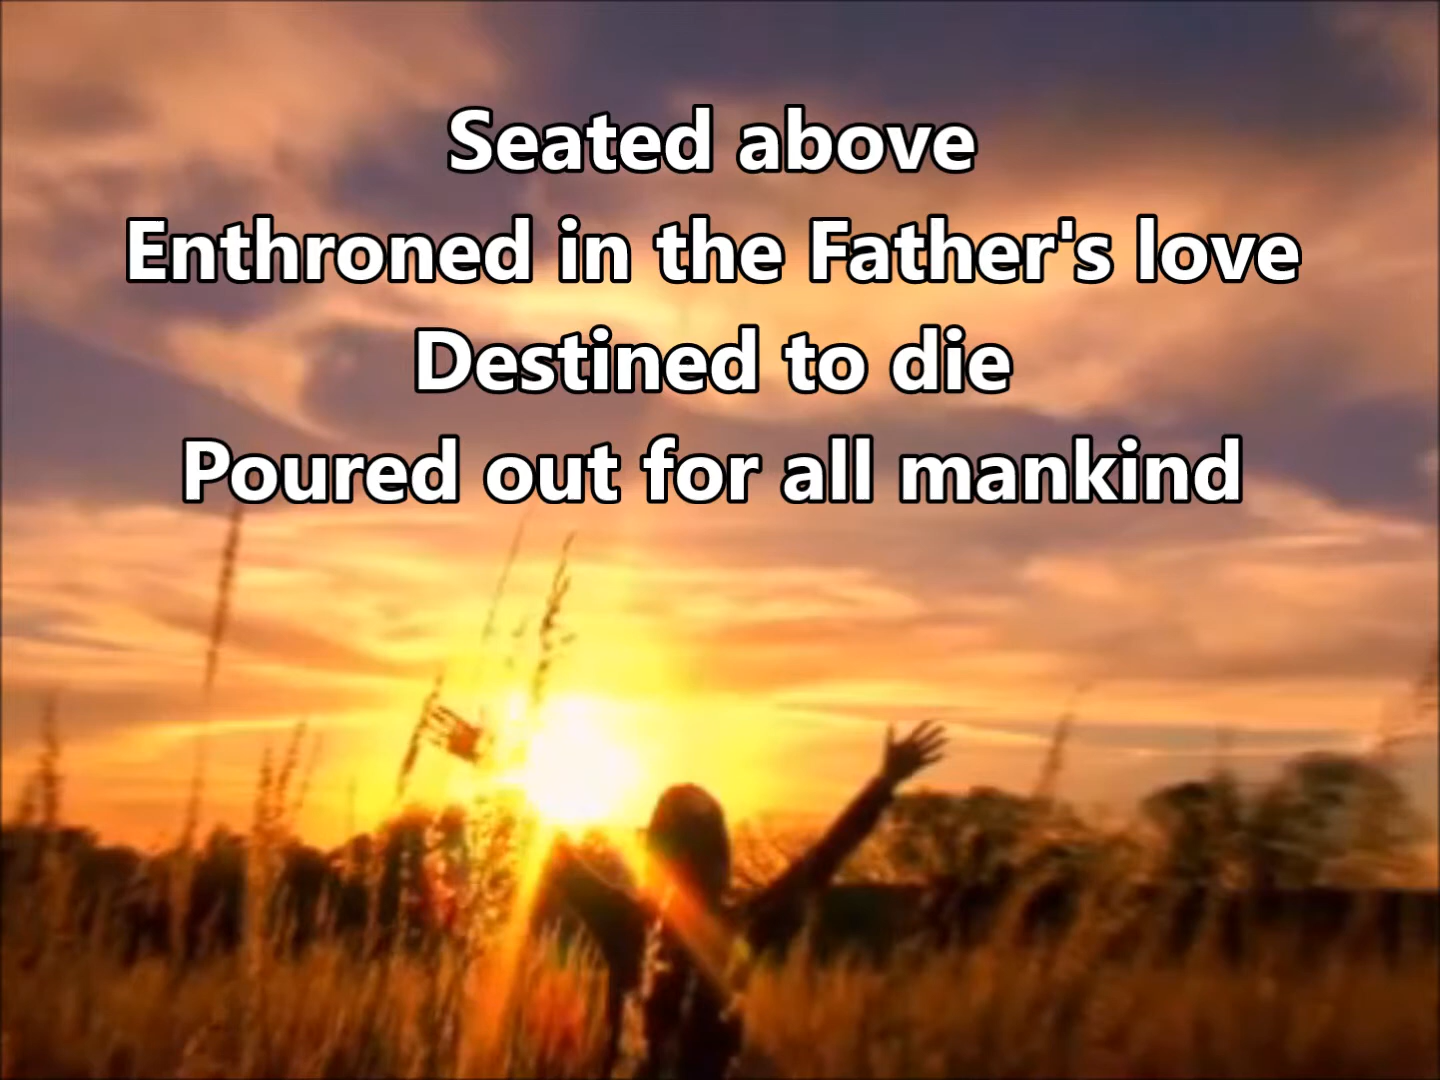 Seated above
Enthroned in the Father's love
Destined to die
Poured out for all mankind